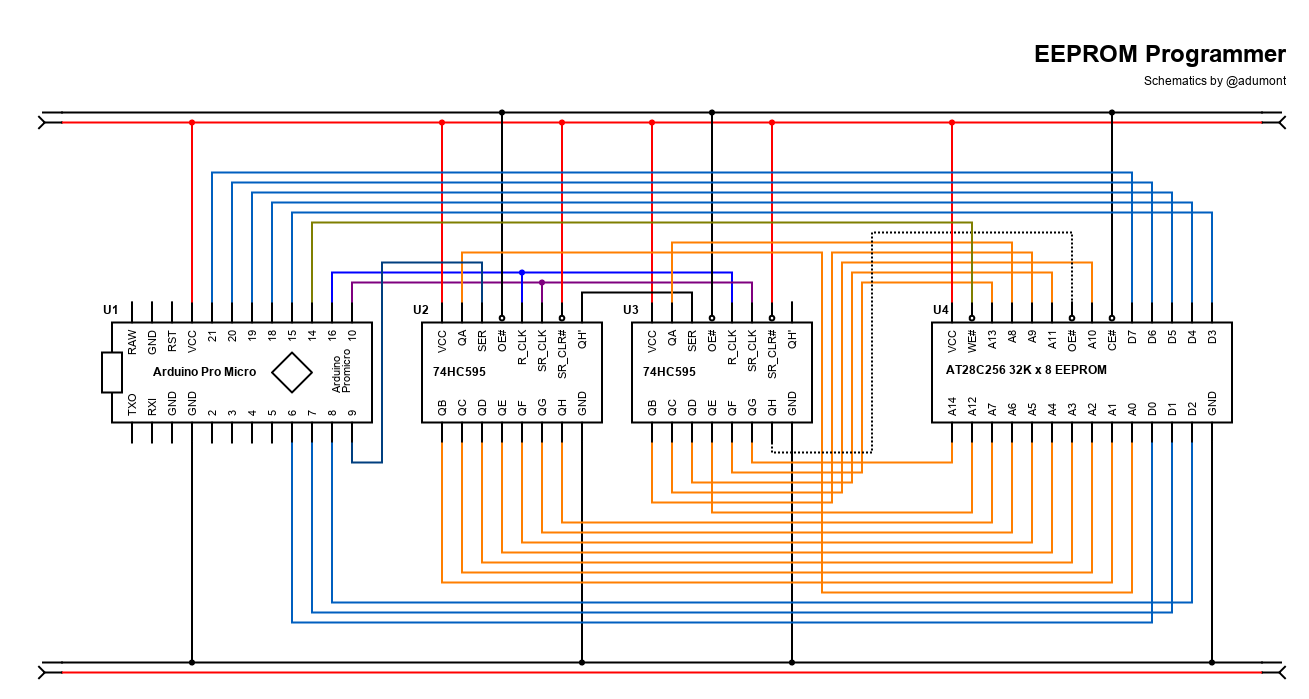 EEPROM Programmer
Schematics by @adumont
U1
RAW GND RST VCC 21 20 19 18 15 14 16 10
Arduino Pro Micro
Arduino
Promicro
TXO RXI GND GND 2 3 4 5 6 7 8 9
U2
VCC QA SER OE# R_CLK SR_CLK SR_CLR# GND
74HC595
QB QC QD QE QF QG QH GND
U3
VCC QA SER OE# R_CLK SR_CLK SR_CLR# QH'
74HC595
QB QC QD QE QF QG QH GND
U4
VCC WE# A13 A8 A9 A11 OE# A10 CE# D7 D6 D5 D4 D3
AT28C256 32K x 8 EEPROM
A14 A12 A7 A6 A5 A4 A3 A2 A1 A0 D0 D1 D2 GND